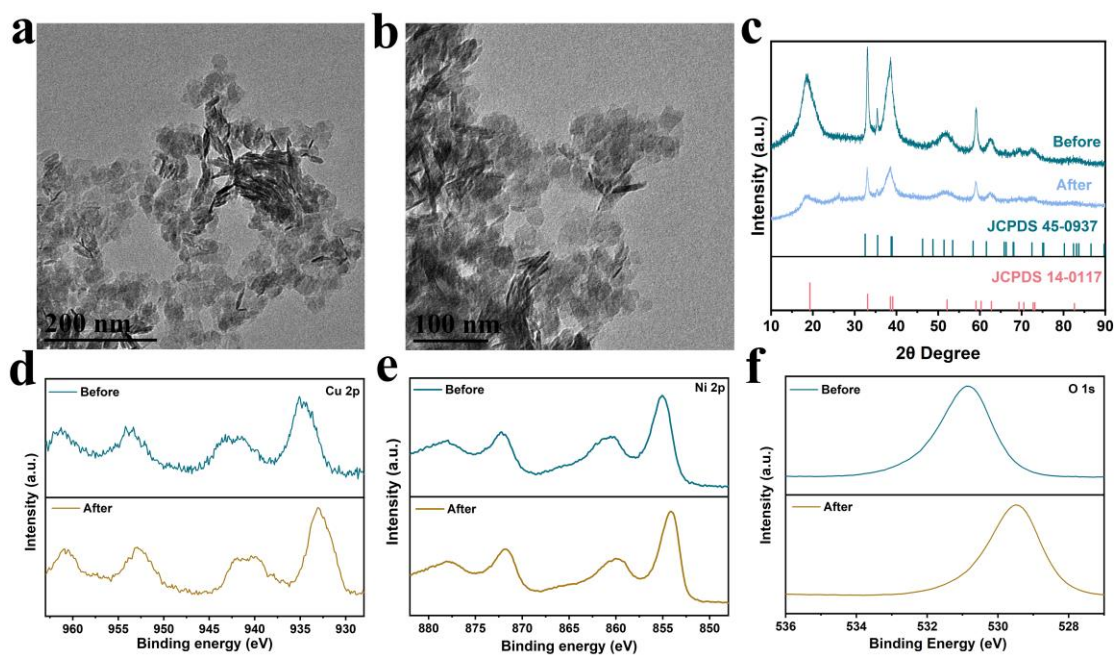 a
200 nm
b
100 nm
c
Intensity (a.u.)
Before
After
JCPDS 45-0937
JCPDS 14-0117
10 20 30 40 50 60 70 80 90
2θ Degree
d
Intensity (a.u.)
Before
Cu 2p
After
960 955 950 945 940 935 930
Binding energy (eV)
e
Intensity (a.u.)
Before
Ni 2p
After
880 875 870 865 860 855 850
Binding energy (eV)
f
Intensity (a.u.)
Before
O 1s
After
536 534 532 530 528
Binding Energy (eV)